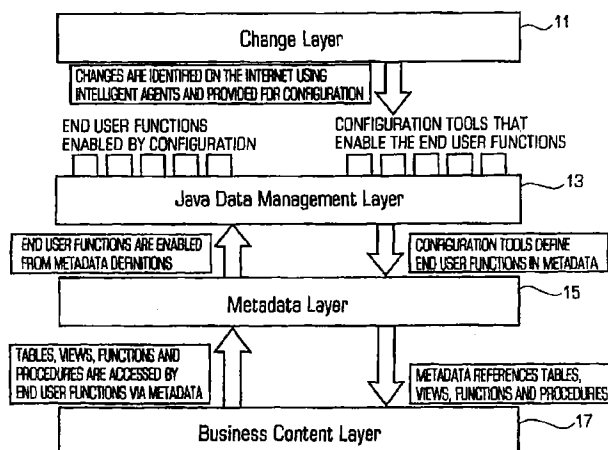 Change Layer
11
CHANGES ARE IDENTIFIED ON THE INTERNET USING
INTELLIGENT AGENTS AND PROVIDED FOR CONFIGURATION
END USER FUNCTIONS
ENABLED BY CONFIGURATION
CONFIGURATION TOOLS THAT
ENABLE THE END USER FUNCTIONS
Java Data Management Layer
13
END USER FUNCTIONS ARE ENABLED
FROM METADATA DEFINITIONS
CONFIGURATION TOOLS DEFINE
END USER FUNCTIONS IN METADATA
Metadata Layer
15
TABLES, VIEWS, FUNCTIONS AND
PROCEDURES ARE ACCESSED BY
END USER FUNCTIONS VIA METADATA
METADATA REFERENCES TABLES,
VIEWS, FUNCTIONS AND PROCEDURES
Business Content Layer
17